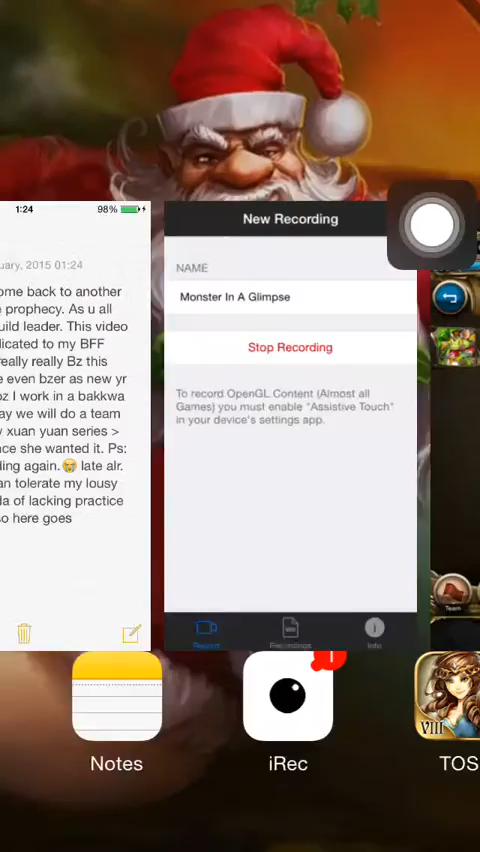 1:24
98%
uary, 2015 01:24
ome back to another
prophecy. As u all
uild leader. This video
dicated to my BFF
really really Bz this
e even bzer as new yr
oz I work in a bakkwa
ay we will do a team
xuan yuan series >
nce she wanted it. Ps:
ding again.😭 late alr.
an tolerate my lousy
da of lacking practice
so here goes
New Recording
NAME
Monster In A Glimpse
Stop Recording
To record OpenGL Content (Almost all
Games) you must enable "Assistive Touch"
in your device's settings app.
Record
Recordings
Info
Team
VIII
Notes
iRec
TOS